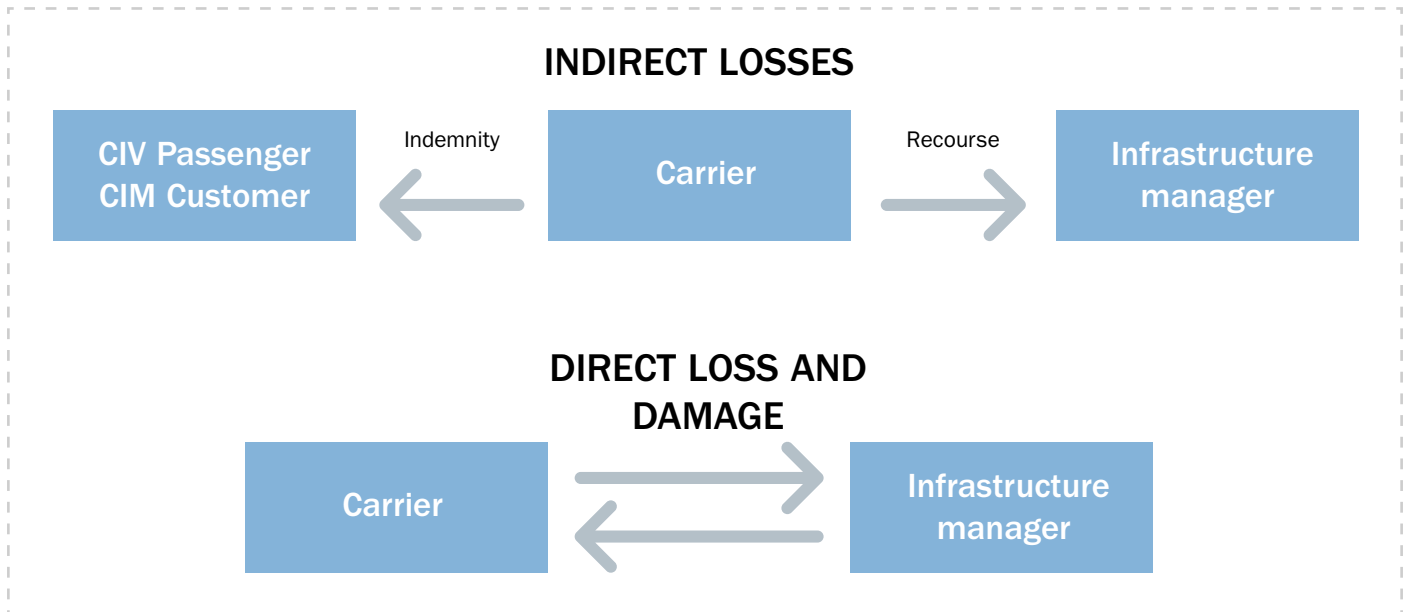 INDIRECT LOSSES
CIV Passenger
CIM Customer
Indemnity
Carrier
Recourse
Infrastructure
manager
DIRECT LOSS AND
DAMAGE
Carrier
Infrastructure
manager